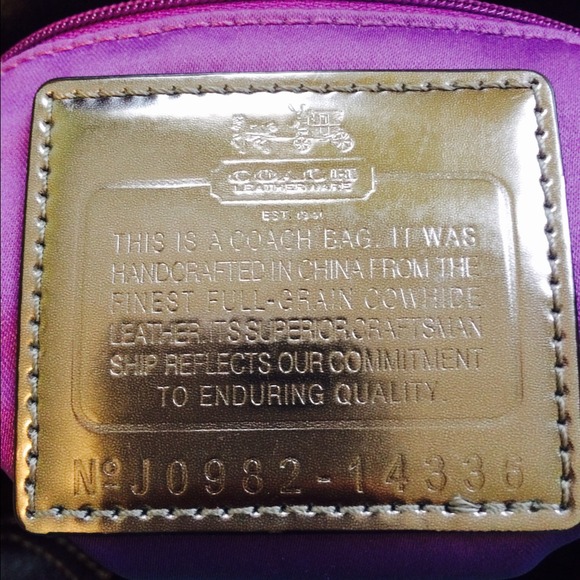 COACH
LEATHERWARE
EST. 1941
THIS IS A COACH BAG. IT WAS
HANDCRAFTED IN CHINA FROM THE
FINEST FULL-GRAIN COWHIDE
LEATHER. ITS SUPERIOR CRAFTSMAN
SHIP REFLECTS OUR COMMITMENT
TO ENDURING QUALITY.
Nº J0982-14336